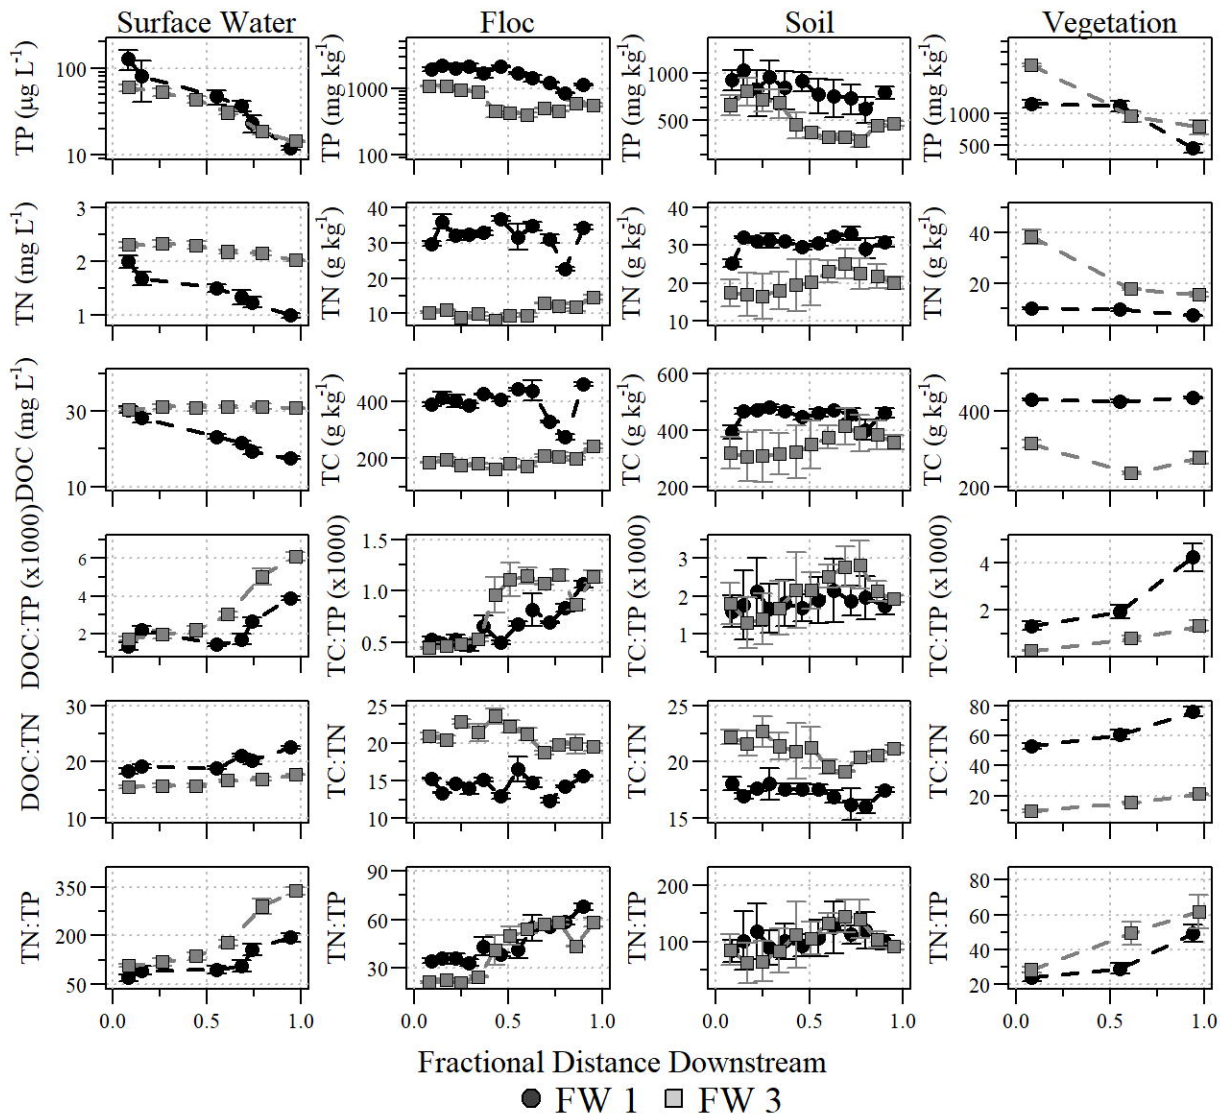 Surface Water Floc Soil Vegetation
TP (µg L⁻¹) 100 10
TP (mg kg⁻¹) 1000 100
TP (mg kg⁻¹) 1000 500
TP (mg kg⁻¹) 1000 500
TN (mg L⁻¹) 3 2 1
TN (g kg⁻¹) 40 30 20 10
TN (g kg⁻¹) 40 30 20 10
TN (g kg⁻¹) 40 20
DOC (mg L⁻¹) 30 10
TC (g kg⁻¹) 400 200
TC (g kg⁻¹) 600 400 200
TC (g kg⁻¹) 400 200
DOC:TP (x1000) 6 4 2
TC:TP (x1000) 1.5 1.0 0.5
TC:TP (x1000) 3 2 1
TC:TP (x1000) 4 2
DOC:TN 30 20 10
TC:TN 25 20 15 10
TC:TN 25 20 15
TC:TN 80 60 40 20
TN:TP 350 200 50
TN:TP 90 60 30
TN:TP 200 100
TN:TP 80 60 40 20
0.0 0.5 1.0 0.0 0.5 1.0 0.0 0.5 1.0 0.0 0.5 1.0
Fractional Distance Downstream
FW 1 FW 3